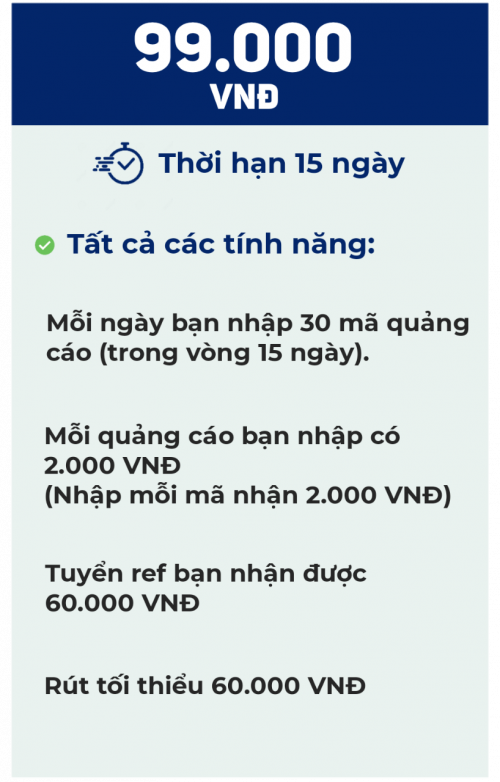 99.000
VNĐ
Thời hạn 15 ngày
Tất cả các tính năng:
Mỗi ngày bạn nhập 30 mã quảng
cáo (trong vòng 15 ngày).
Mỗi quảng cáo bạn nhập có
2.000 VNĐ
(Nhập mỗi mã nhận 2.000 VNĐ)
Tuyển ref bạn nhận được
60.000 VNĐ
Rút tối thiểu 60.000 VNĐ